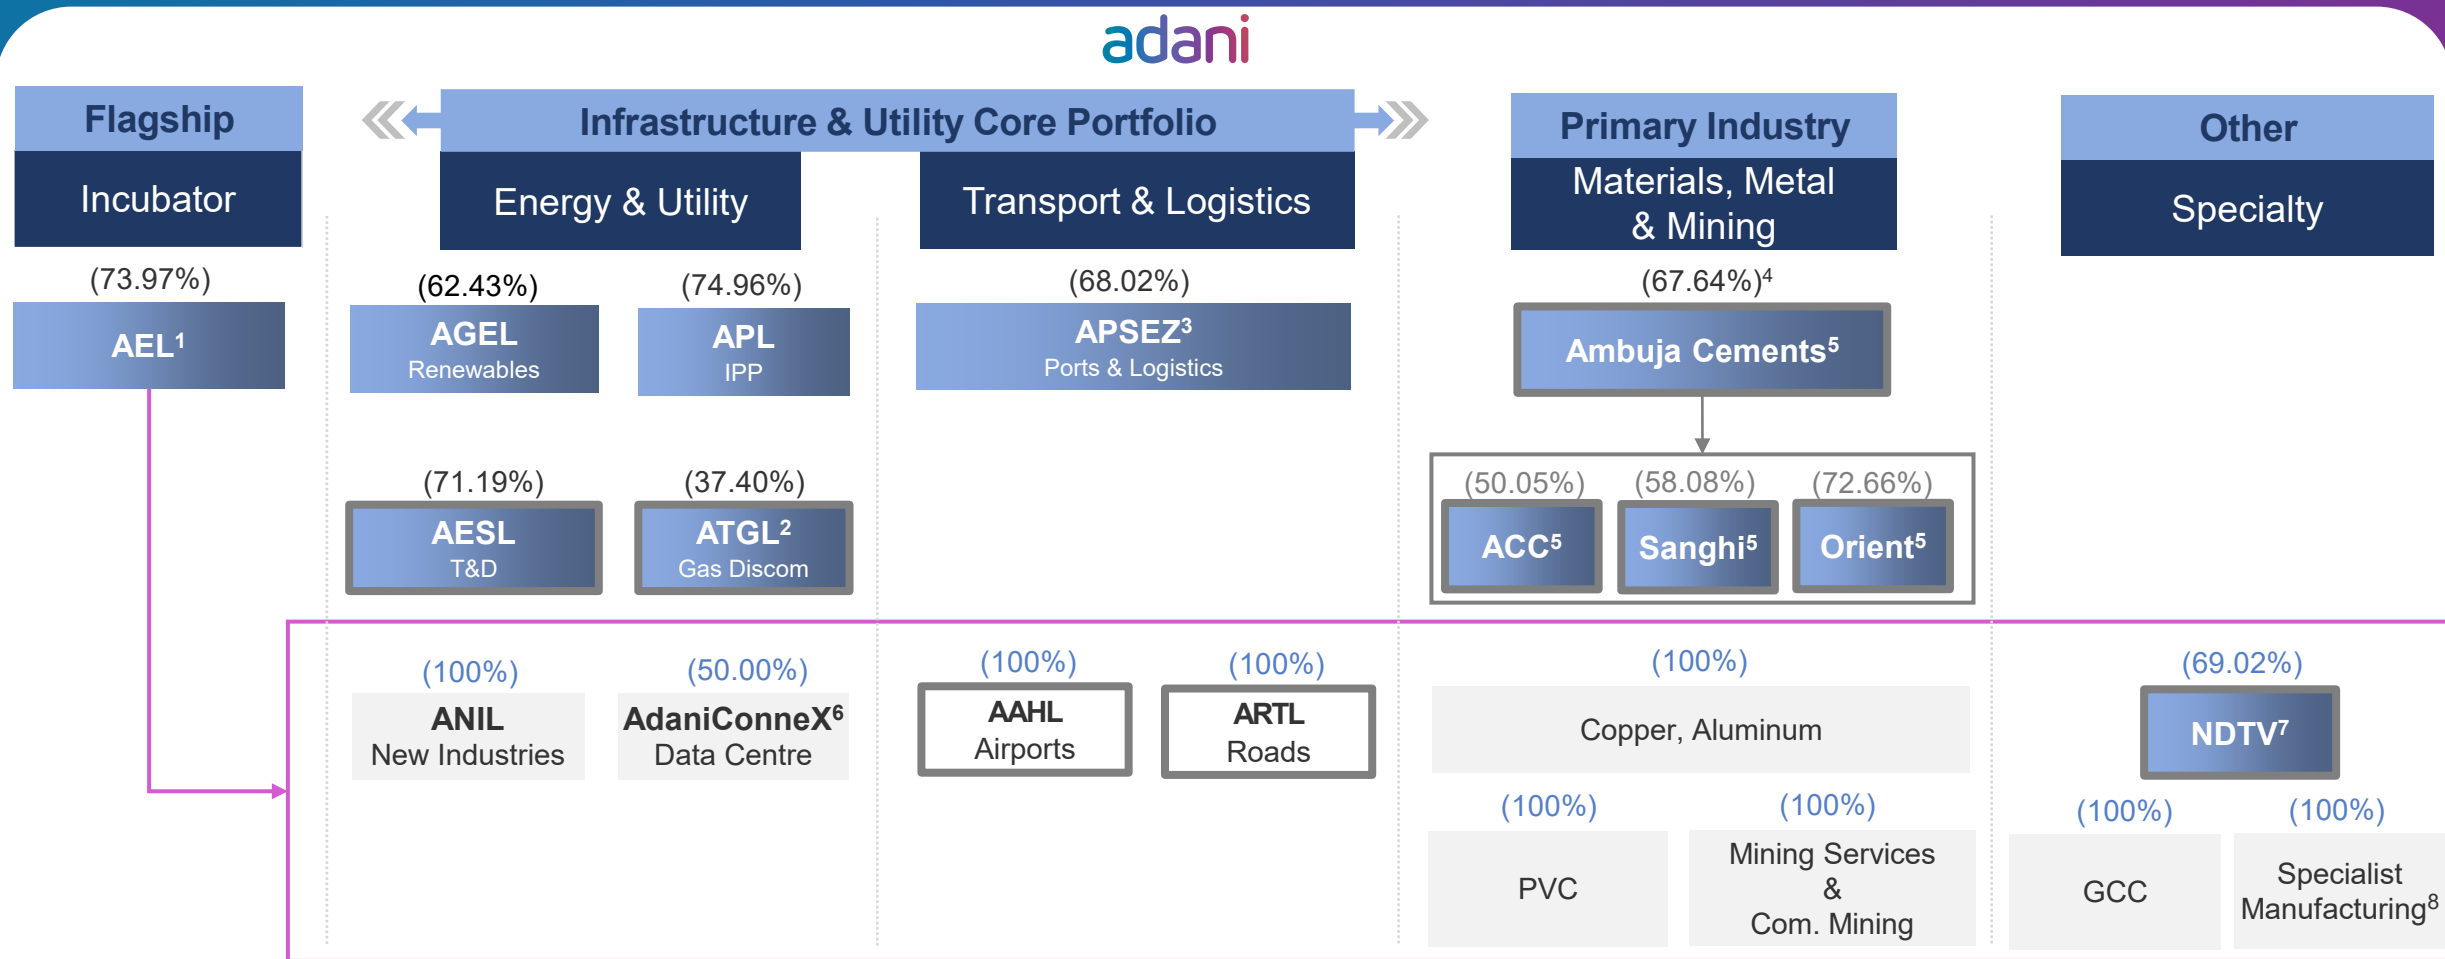 adani
Flagship
Infrastructure & Utility Core Portfolio
Primary Industry
Other
Incubator
Energy & Utility
Transport & Logistics
Materials, Metal
& Mining
Specialty
(73.97%)
AEL¹
(62.43%)
AGEL
Renewables
(74.96%)
APL
IPP
(68.02%)
APSEZ³
Ports & Logistics
(67.64%)⁴
Ambuja Cements⁵
(71.19%)
AESL
T&D
(37.40%)
ATGL²
Gas Discom
(50.05%)
ACC⁵
(58.08%)
Sanghi⁵
(72.66%)
Orient⁵
(100%)
ANIL
New Industries
(50.00%)
AdaniConneX⁶
Data Centre
(100%)
AAHL
Airports
(100%)
ARTL
Roads
(100%)
Copper, Aluminum
(69.02%)
NDTV⁷
(100%)
PVC
(100%)
Mining Services
&
Com. Mining
(100%)
GCC
(100%)
Specialist
Manufacturing⁸